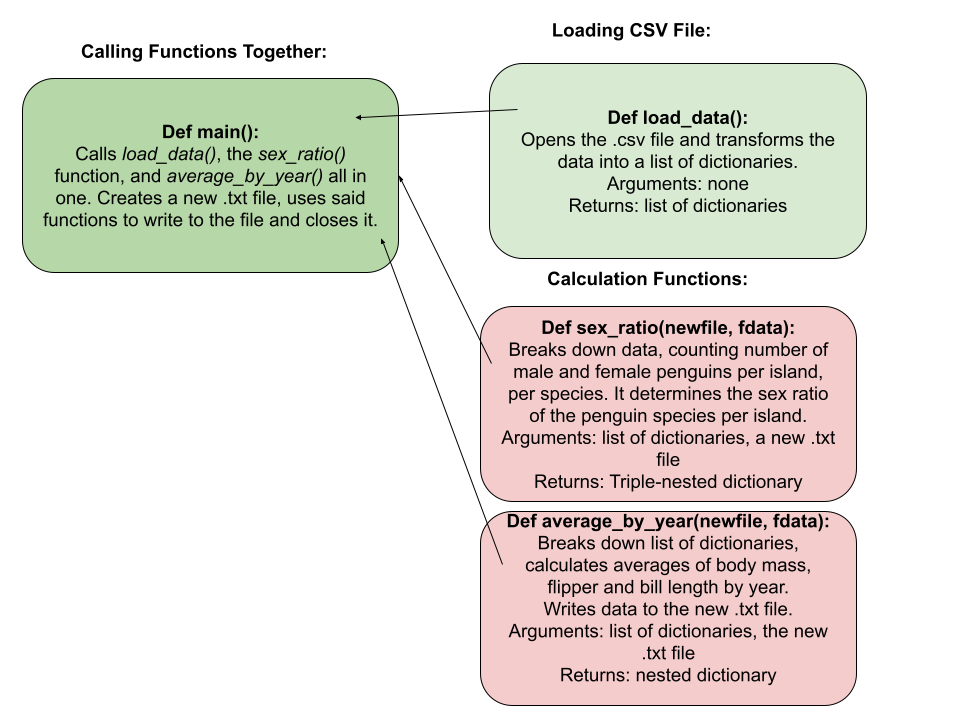 Calling Functions Together:
Def main():
Calls load_data(), the sex_ratio()
function, and average_by_year() all in
one. Creates a new .txt file, uses said
functions to write to the file and closes it.
Loading CSV File:
Def load_data():
Opens the .csv file and transforms the
data into a list of dictionaries.
Arguments: none
Returns: list of dictionaries
Calculation Functions:
Def sex_ratio(newfile, fdata):
Breaks down data, counting number of
male and female penguins per island,
per species. It determines the sex ratio
of the penguin species per island.
Arguments: list of dictionaries, a new .txt
file
Returns: Triple-nested dictionary
Def average_by_year(newfile, fdata):
Breaks down list of dictionaries,
calculates averages of body mass,
flipper and bill length by year.
Writes data to the new .txt file.
Arguments: list of dictionaries, the new
.txt file
Returns: nested dictionary